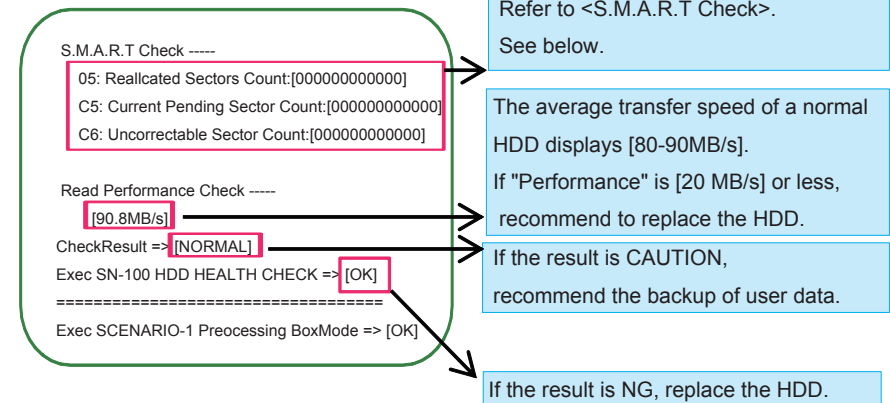 Refer to <S.M.A.R.T Check>.
See below.
S.M.A.R.T Check -----
05: Reallcated Sectors Count:[000000000000]
C5: Current Pending Sector Count:[000000000000]
C6: Uncorrectable Sector Count:[000000000000]
The average transfer speed of a normal
HDD displays [80-90MB/s].
If "Performance" is [20 MB/s] or less,
recommend to replace the HDD.
Read Performance Check -----
[90.8MB/s]
CheckResult => [NORMAL]
If the result is CAUTION,
recommend the backup of user data.
Exec SN-100 HDD HEALTH CHECK => [OK]
===================================
Exec SCENARIO-1 Preocessing BoxMode => [OK]
If the result is NG, replace the HDD.